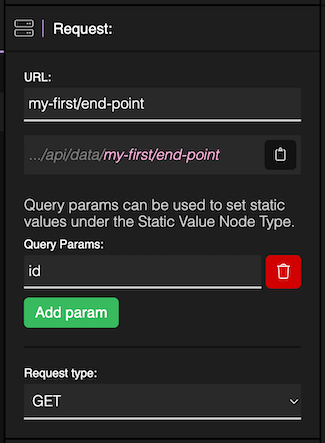 Request:
URL:
my-first/end-point
.../api/data/my-first/end-point
Query params can be used to set static
values under the Static Value Node Type.
Query Params:
id
Add param
Request type:
GET